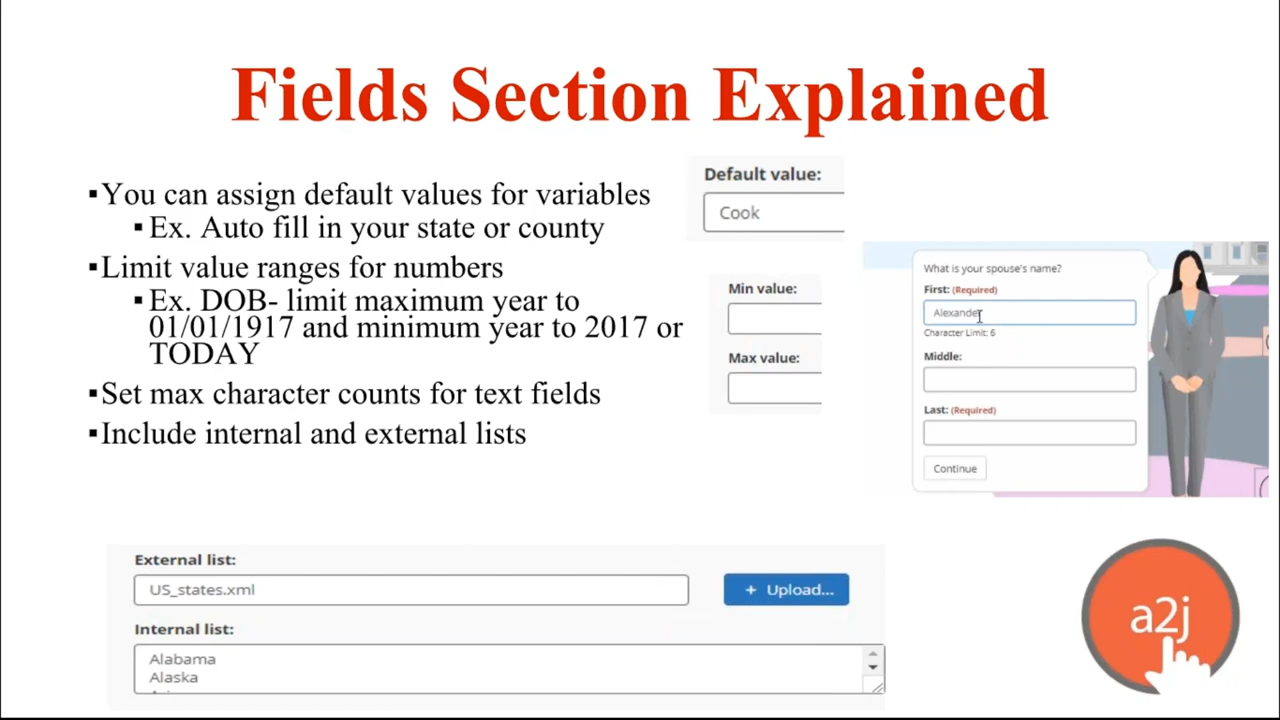 Fields Section Explained
▪You can assign default values for variables
▪Ex. Auto fill in your state or county
▪Limit value ranges for numbers
▪Ex. DOB- limit maximum year to
01/01/1917 and minimum year to 2017 or
TODAY
▪Set max character counts for text fields
▪Include internal and external lists
Default value:
Cook
Min value:
Max value:
What is your spouse's name?
First: (Required)
Alexander
Character Limit: 6
Middle:
Last: (Required)
Continue
External list:
US_states.xml
+ Upload...
Internal list:
Alabama
Alaska
a2j